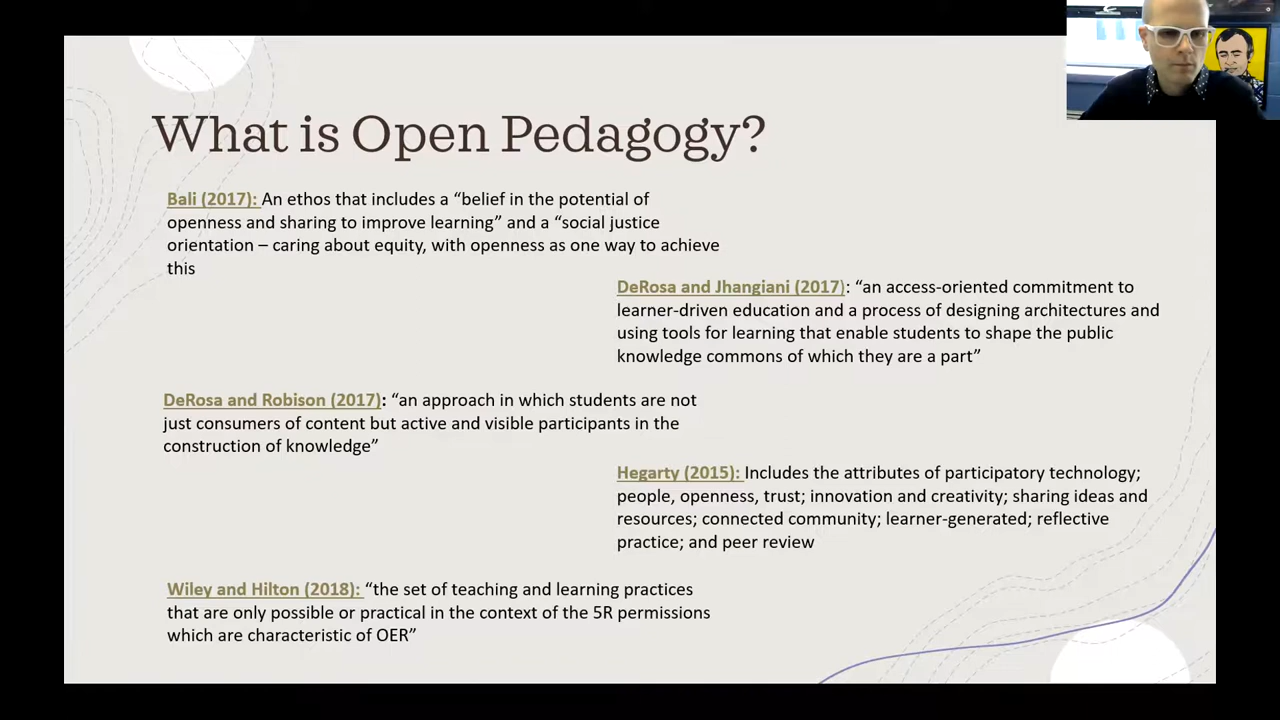 What is Open Pedagogy?
Bali (2017): An ethos that includes a “belief in the potential of
openness and sharing to improve learning” and a “social justice
orientation – caring about equity, with openness as one way to achieve
this
DeRosa and Jhangiani (2017): “an access-oriented commitment to
learner-driven education and a process of designing architectures and
using tools for learning that enable students to shape the public
knowledge commons of which they are a part”
DeRosa and Robison (2017): “an approach in which students are not
just consumers of content but active and visible participants in the
construction of knowledge”
Hegarty (2015): Includes the attributes of participatory technology;
people, openness, trust; innovation and creativity; sharing ideas and
resources; connected community; learner-generated; reflective
practice; and peer review
Wiley and Hilton (2018): “the set of teaching and learning practices
that are only possible or practical in the context of the 5R permissions
which are characteristic of OER”